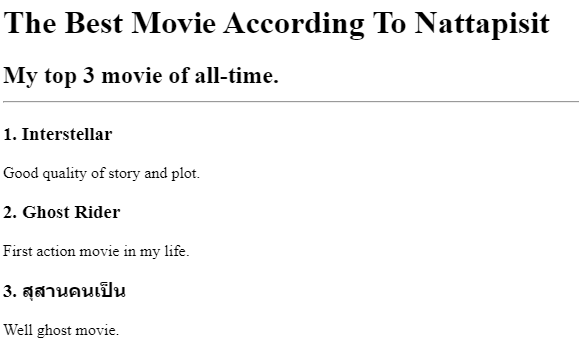 The Best Movie According To Nattapisit
My top 3 movie of all-time.
1. Interstellar
Good quality of story and plot.
2. Ghost Rider
First action movie in my life.
3. สุสานคนเป็น
Well ghost movie.